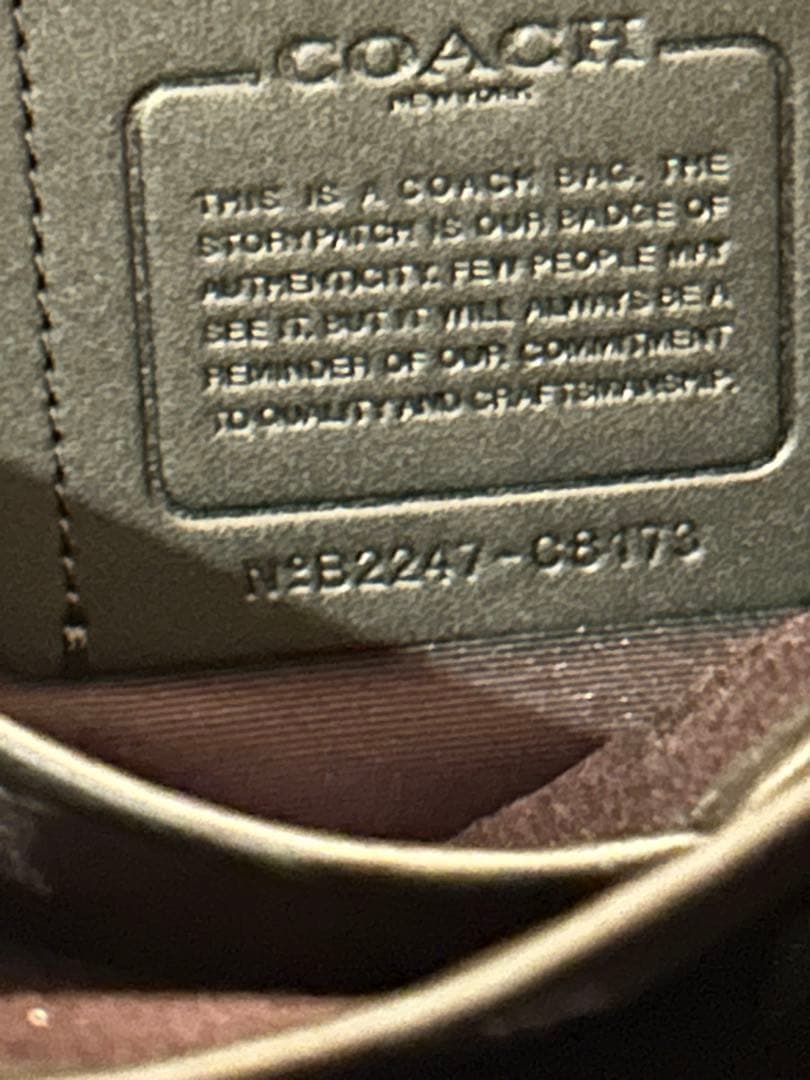 COACH
NEW YORK
THIS IS A COACH BAG. THE
STORYPATCH IS OUR BADGE OF
AUTHENTICITY. FEW PEOPLE MAY
SEE IT. BUT IT WILL ALWAYS BE A
REMINDER OF OUR COMMITMENT
TO QUALITY AND CRAFTSMANSHIP.
NºB2247-C8173